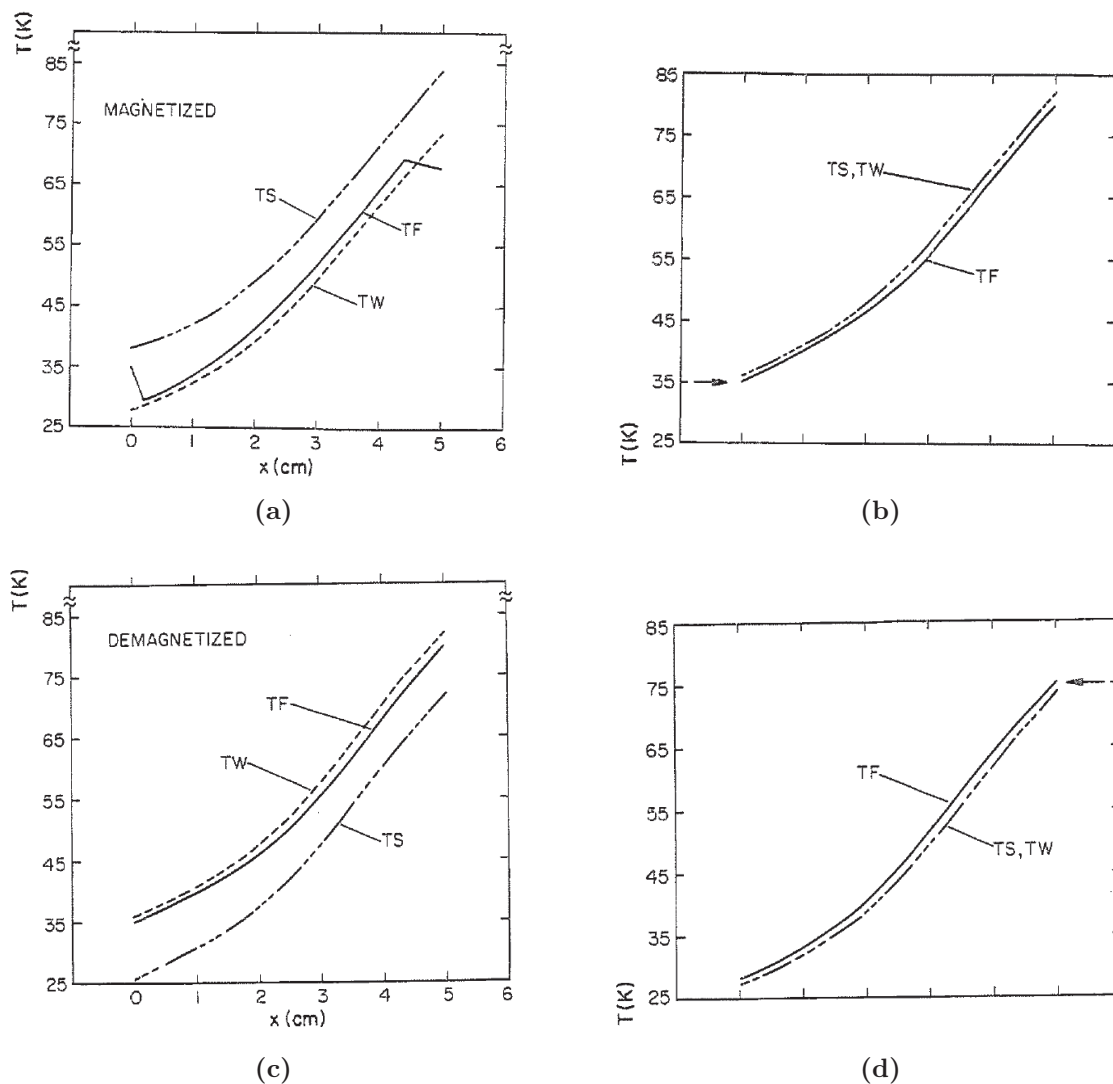 T(K)
85
75
65
55
45
35
25
MAGNETIZED
TS
TF
TW
0 1 2 3 4 5 6
x (cm)
(a)
85
75
65
55
45
35
25
T(K)
TS, TW
TF
(b)
T(K)
85
75
65
55
45
35
25
DEMAGNETIZED
TF
TW
TS
0 1 2 3 4 5 6
x (cm)
(c)
85
75
65
55
45
35
25
T(K)
TF
TS, TW
(d)